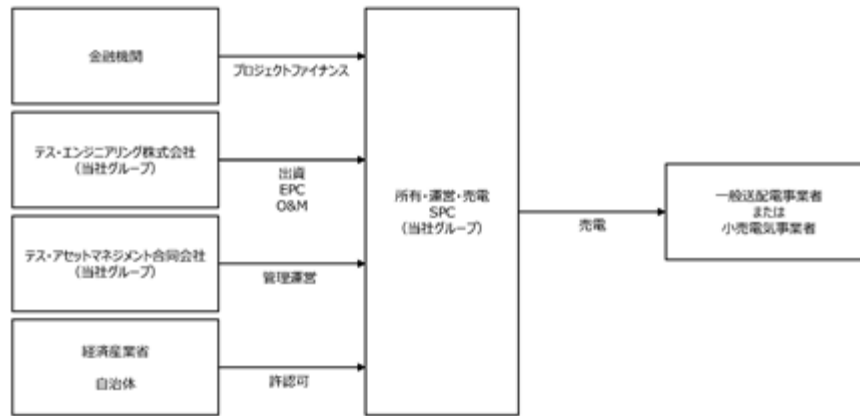 金融機関
プロジェクトファイナンス
テス・エンジニアリング株式会社
（当社グループ）
出資
EPC
O&M
テス・アセットマネジメント合同会社
（当社グループ）
管理運営
経済産業省
自治体
許認可
所有・運営・売電
SPC
（当社グループ）
売電
一般送配電事業者
または
小売電気事業者